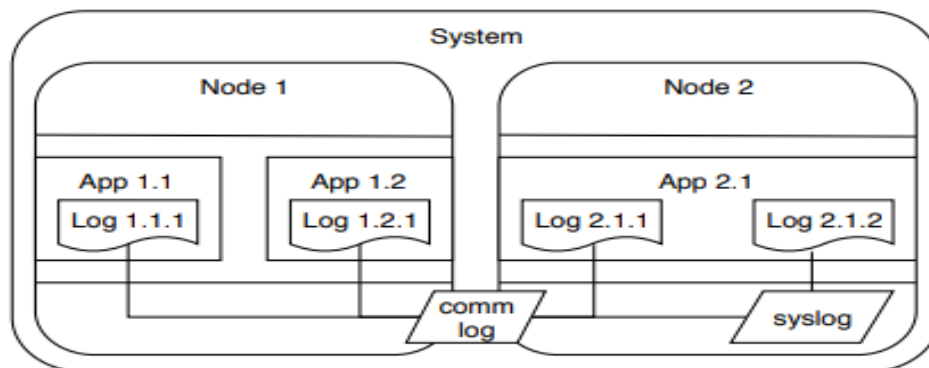 System
Node 1
Node 2
App 1.1
App 1.2
App 2.1
Log 1.1.1
Log 1.2.1
Log 2.1.1
Log 2.1.2
comm
log
syslog